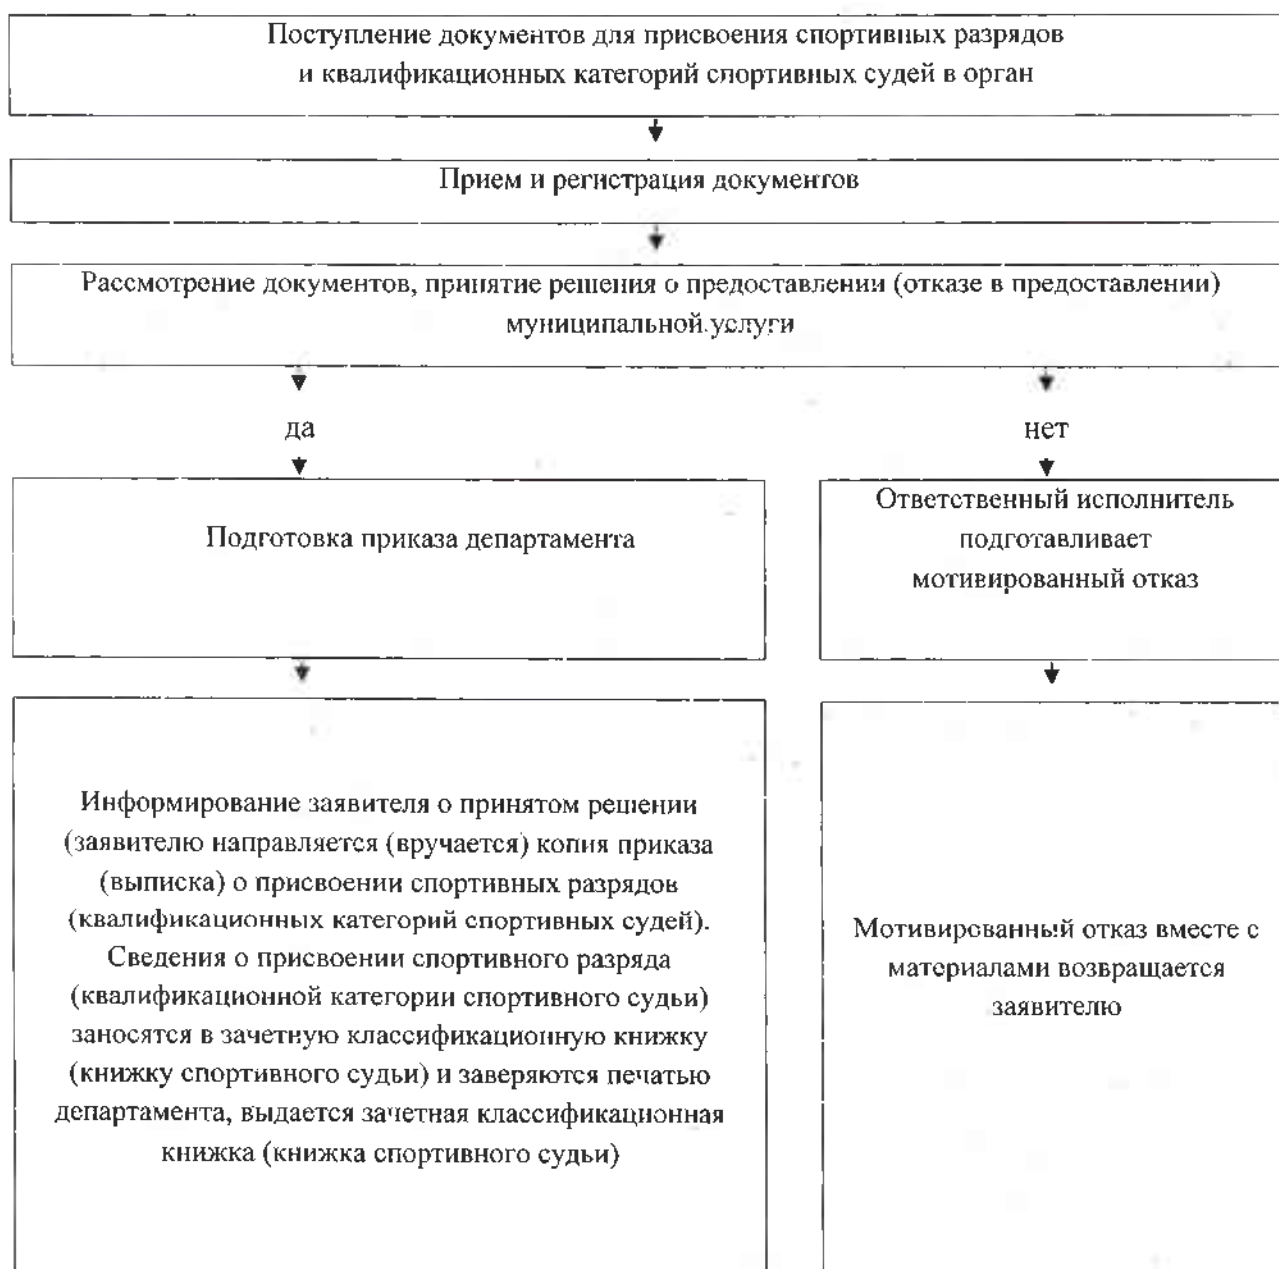 Поступление документов для присвоения спортивных разрядов
и квалификационных категорий спортивных судей в орган
Прием и регистрация документов
Рассмотрение документов, принятие решения о предоставлении (отказе в предоставлении)
муниципальной услуги
да
нет
Подготовка приказа департамента
Ответственный исполнитель
подготавливает
мотивированный отказ
Информирование заявителя о принятом решении
(заявителю направляется (вручается) копия приказа
(выписка) о присвоении спортивных разрядов
(квалификационных категорий спортивных судей).
Сведения о присвоении спортивного разряда
(квалификационной категории спортивного судьи)
заносятся в зачетную классификационную книжку
(книжку спортивного судьи) и заверяются печатью
департамента, выдается зачетная классификационная
книжка (книжка спортивного судьи)
Мотивированный отказ вместе с
материалами возвращается
заявителю